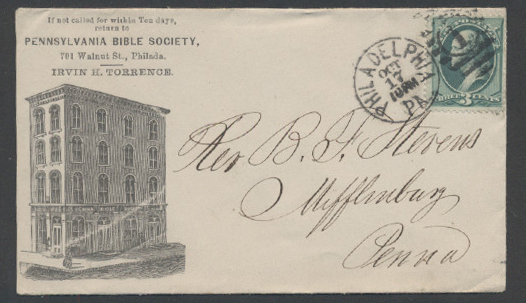 If not called for within Ten days,
return to
PENNSYLVANIA BIBLE SOCIETY,
701 Walnut St., Philada.
IRVIN H. TORRENCE.
PHILADELPHIA
OCT
17
PA.
3 CENTS
Rev B. F. Stevens
Mifflinburg
Penna